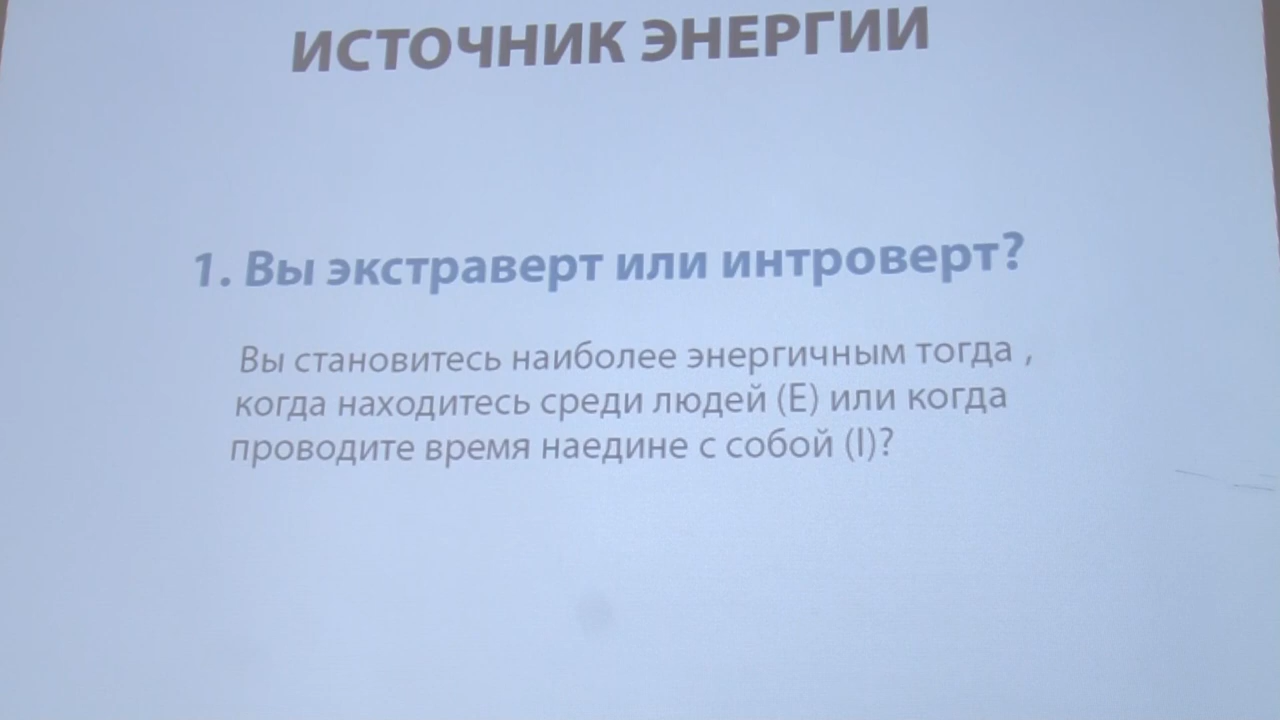 ИСТОЧНИК ЭНЕРГИИ
1. Вы экстраверт или интроверт?
Вы становитесь наиболее энергичным тогда ,
когда находитесь среди людей (E) или когда
проводите время наедине с собой (I)?